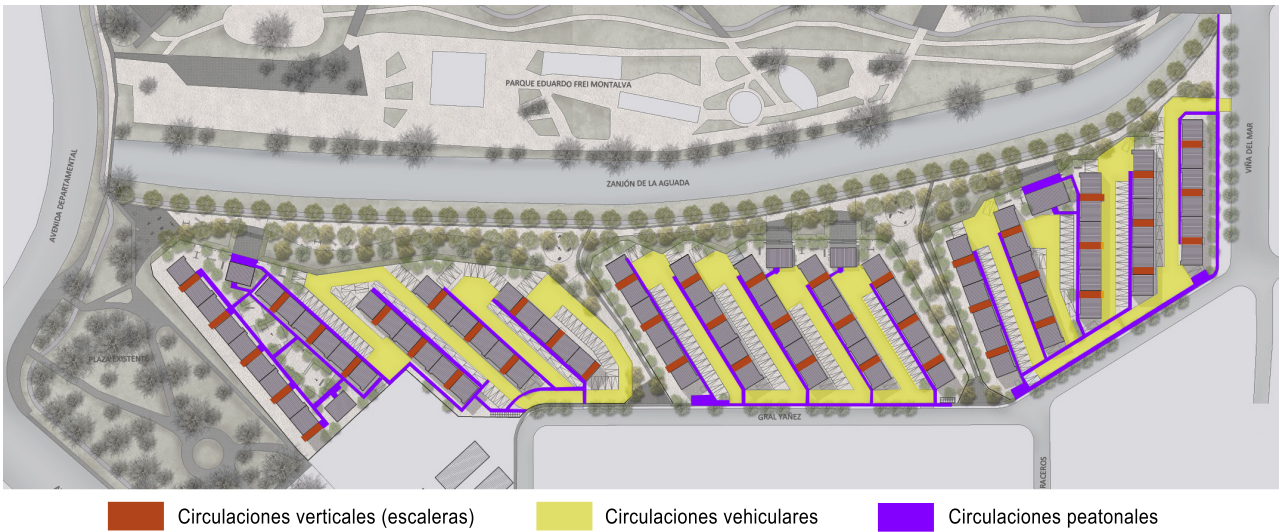 PARQUE EDUARDO FREI MONTALVA
AVENIDA DEPARTAMENTAL
ZANJÓN DE LA AGUADA
VIÑA DEL MAR
PLAZA EXISTENTE
GRAL YAÑEZ
RACEROS
Circulaciones verticales (escaleras)
Circulaciones vehiculares
Circulaciones peatonales